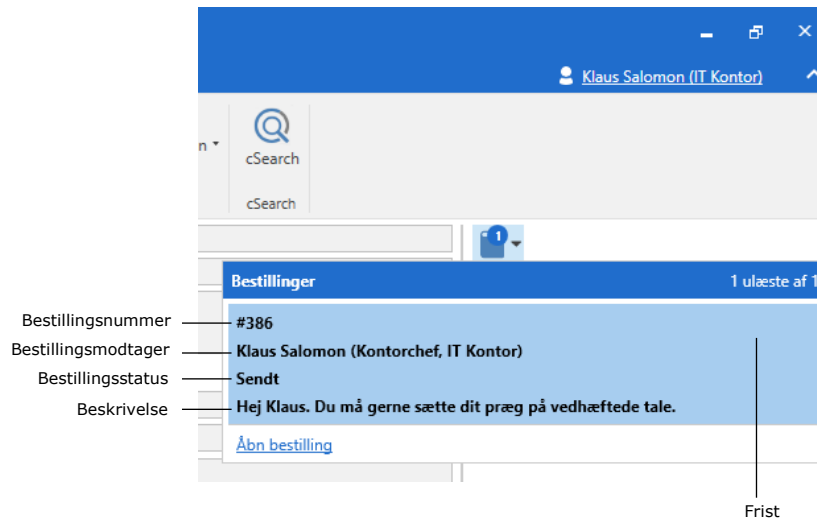 Klaus Salomon (IT Kontor)
n
cSearch
cSearch
1
Bestillinger 1 ulæste af 1
Bestillingsnummer #386
Bestillingsmodtager Klaus Salomon (Kontorchef, IT Kontor)
Bestillingsstatus Sendt
Beskrivelse Hej Klaus. Du må gerne sætte dit præg på vedhæftede tale.
Åbn bestilling
Frist